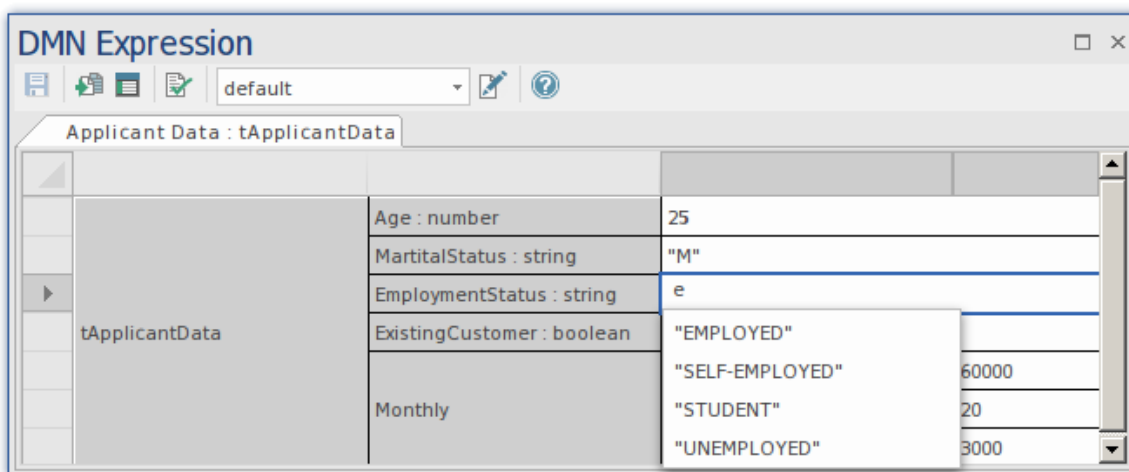 DMN Expression
default
Applicant Data : tApplicantData
Age : number 25
MartitalStatus : string "M"
EmploymentStatus : string e
tApplicantData ExistingCustomer : boolean "EMPLOYED"
"SELF-EMPLOYED" 60000
Monthly "STUDENT" 20
"UNEMPLOYED" 3000